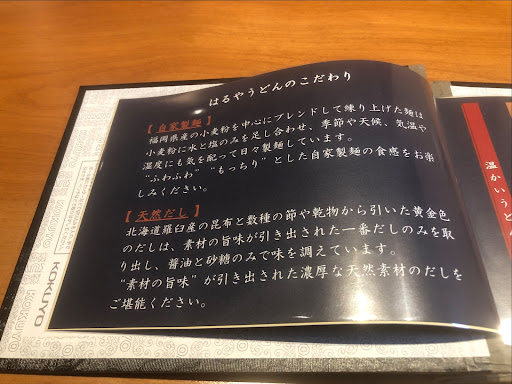 はるやうどんのこだわり
【 自家製麺 】
福岡県産の小麦粉を中心にブレンドして練り上げた麺は
小麦粉に水と塩のみを足し合わせ、季節や天候、気温や
湿度にも気を配って日々製麺しています。
“ふわふわ” “もっちり”とした自家製麺の食感をお楽
しみください。
【 天然だし 】
北海道羅臼産の昆布と数種の節や乾物から引いた黄金色
のだしは、素材の旨味が引き出された一番だしのみを取
り出し、醤油と砂糖のみで味を調えています。
“素材の旨味”が引き出された濃厚な天然素材のだしを
ご堪能ください。
KOKUYO
温かいうどん